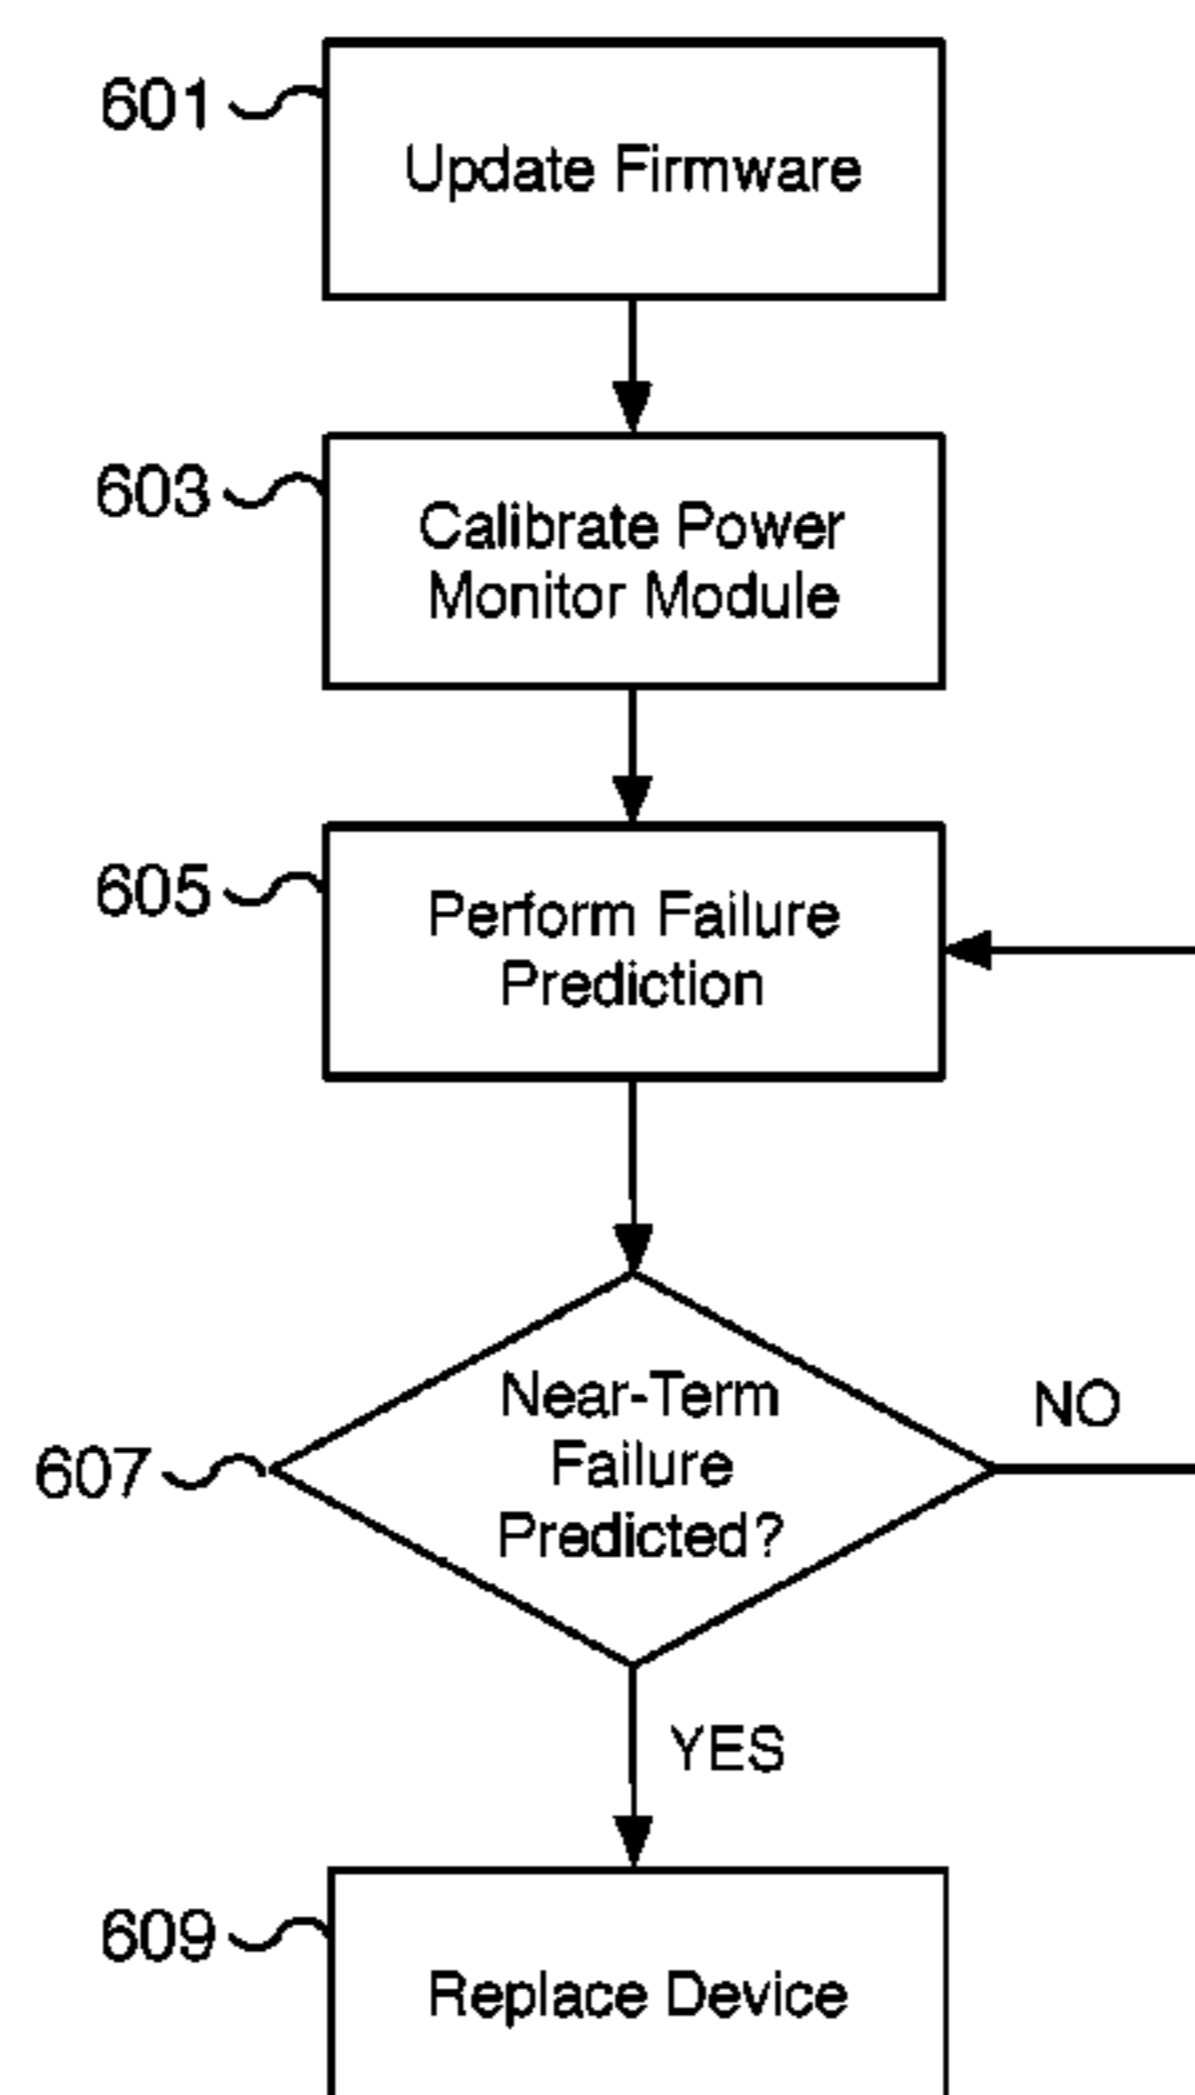 601
Update Firmware
603
Calibrate Power
Monitor Module
605
Perform Failure
Prediction
607
Near-Term
Failure
Predicted?
NO
YES
609
Replace Device